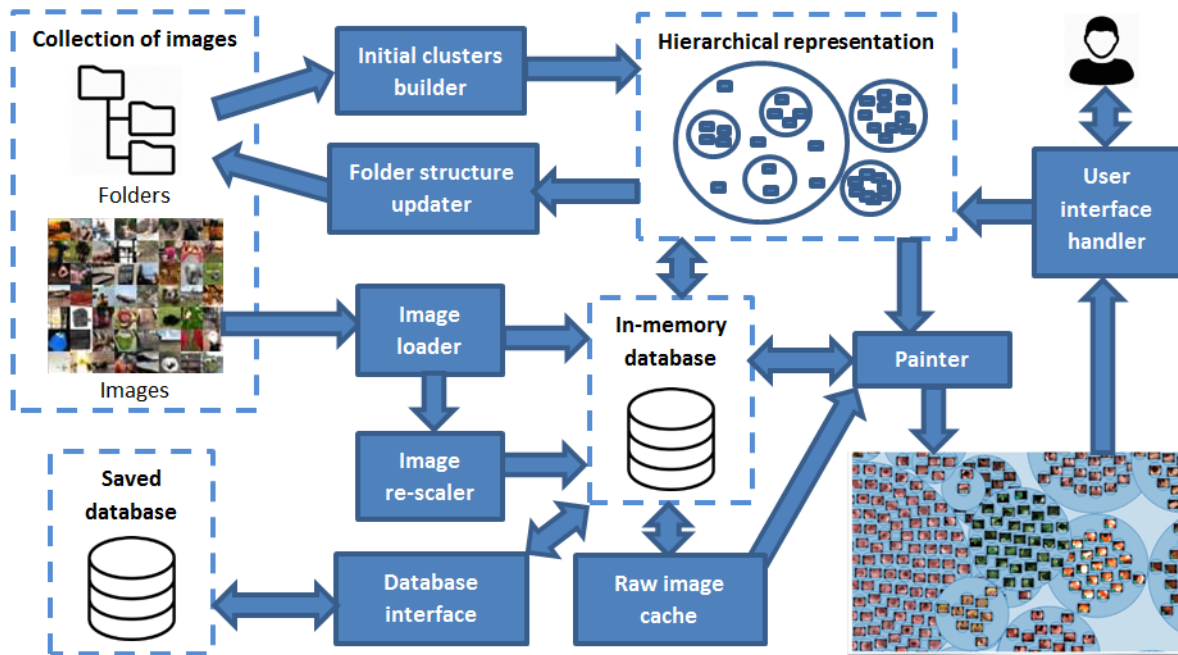 Collection of images
Folders
Images
Initial clusters
builder
Folder structure
updater
Hierarchical representation
User
interface
handler
Image
loader
In-memory
database
Painter
Image
re-scaler
Saved
database
Database
interface
Raw image
cache